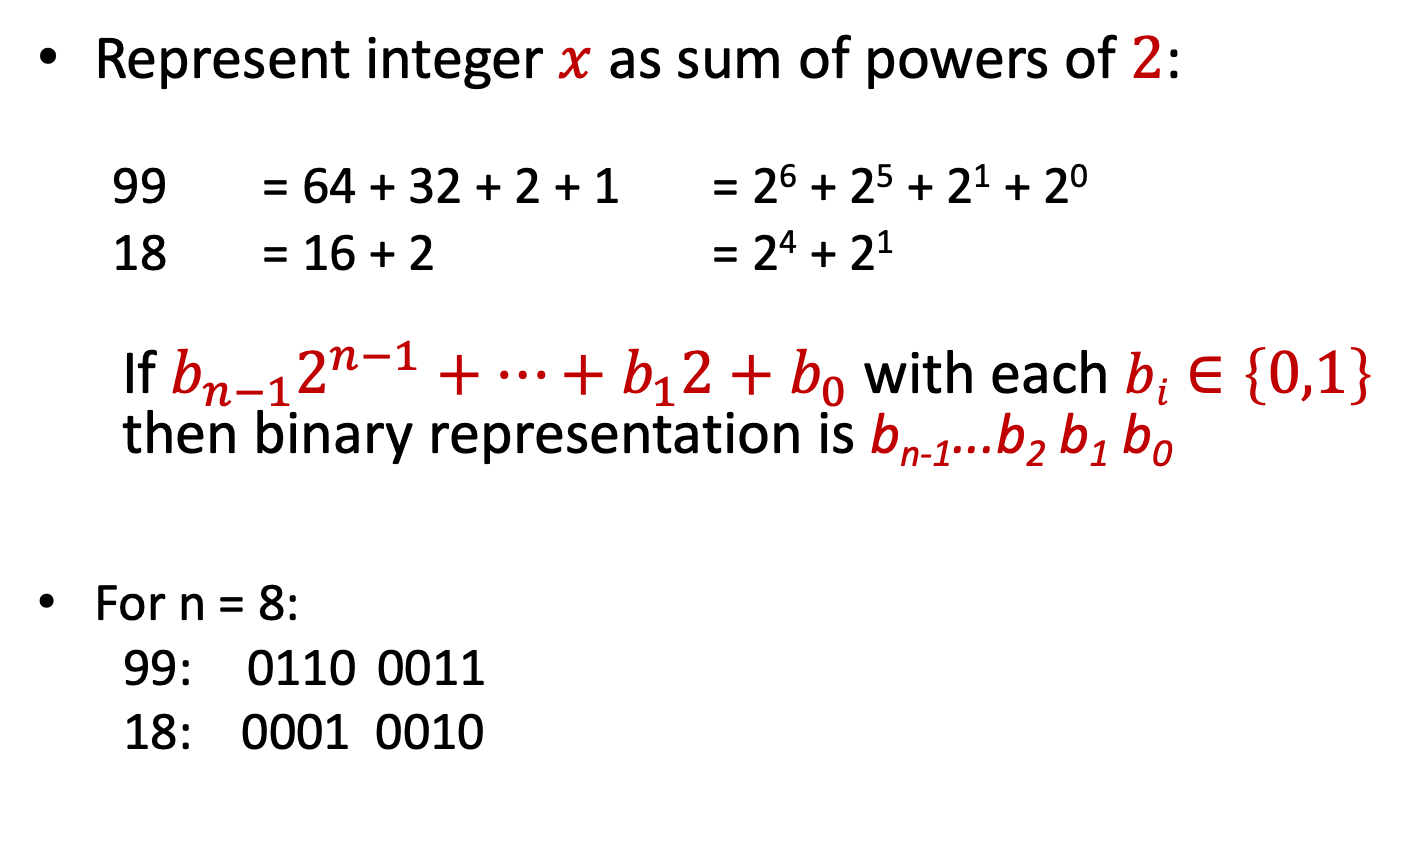 • Represent integer x as sum of powers of 2:
99 = 64 + 32 + 2 + 1 = 2⁶ + 2⁵ + 2¹ + 2⁰
18 = 16 + 2 = 2⁴ + 2¹
If bₙ₋₁2ⁿ⁻¹ + ⋯ + b₁2 + b₀ with each bᵢ ∈ {0,1}
then binary representation is bₙ₋₁...b₂ b₁ b₀
• For n = 8:
99: 0110 0011
18: 0001 0010